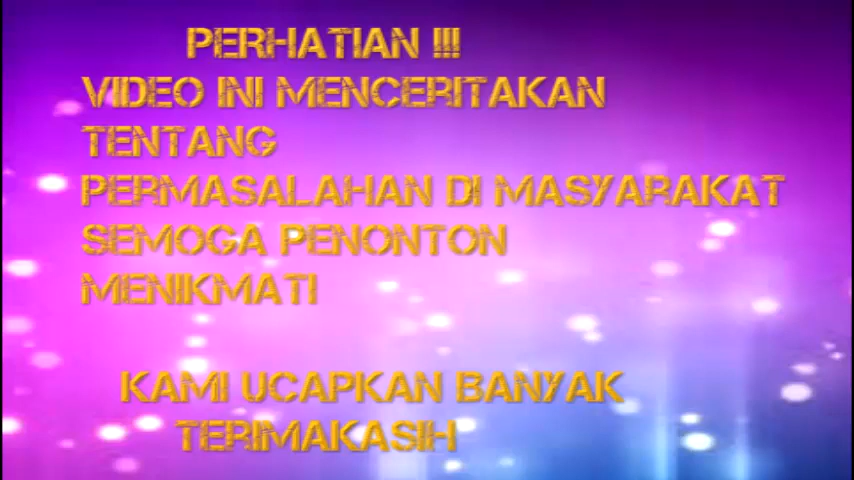 PERHATIAN !!!
VIDEO INI MENCERITAKAN
TENTANG
PERMASALAHAN DI MASYARAKAT
SEMOGA PENONTON
MENIKMATI
KAMI UCAPKAN BANYAK
TERIMAKASIH